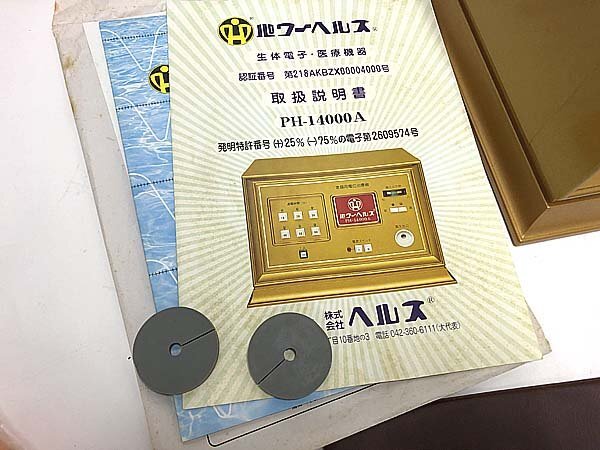 パワーヘルス®
生体電子・医療機器
認証番号 第218AKBZX00004000号
取扱説明書
PH-14000A
発明特許番号(+)25%(−)75%の電子第2609574号
パワーヘルス
PH-14000A
株式会社 ヘルス®
丁目10番地の3 電話:042-360-6111(大代表)